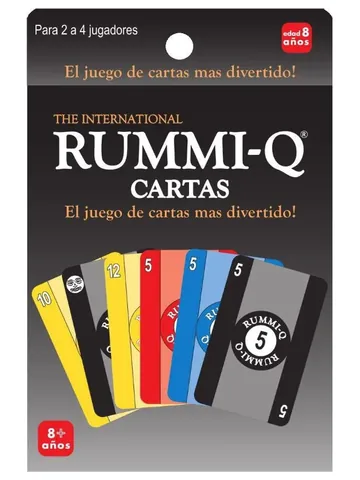 Para 2 a 4 jugadores
edad 8
años
El juego de cartas mas divertido!
THE INTERNATIONAL
RUMMI-Q®
CARTAS
El juego de cartas mas divertido!
10
12
5
5
5
RUMMI-Q
5
RUMMI-Q
5
8+
años